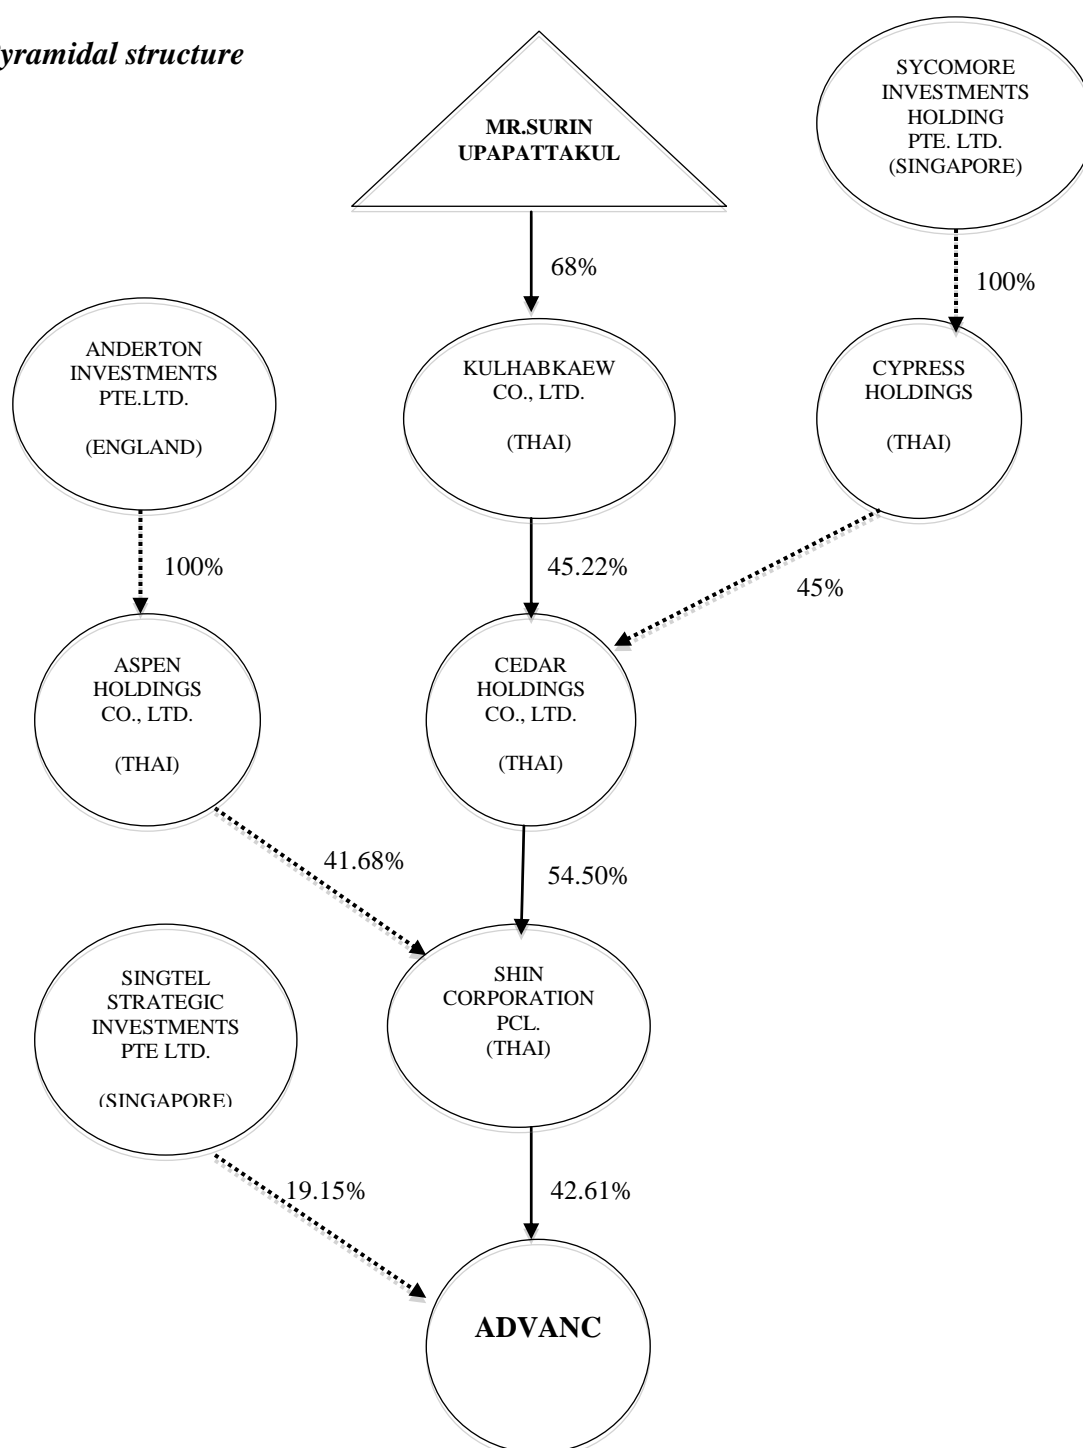 yramidal structure
MR.SURIN
UPAPATTAKUL
SYCOMORE
INVESTMENTS
HOLDING
PTE. LTD.
(SINGAPORE)
68%
100%
ANDERTON
INVESTMENTS
PTE.LTD.
(ENGLAND)
KULHABKAEW
CO., LTD.
(THAI)
CYPRESS
HOLDINGS
(THAI)
100%
45.22%
45%
ASPEN
HOLDINGS
CO., LTD.
(THAI)
CEDAR
HOLDINGS
CO., LTD.
(THAI)
41.68%
54.50%
SINGTEL
STRATEGIC
INVESTMENTS
PTE LTD.
(SINGAPORE)
SHIN
CORPORATION
PCL.
(THAI)
19.15%
42.61%
ADVANC